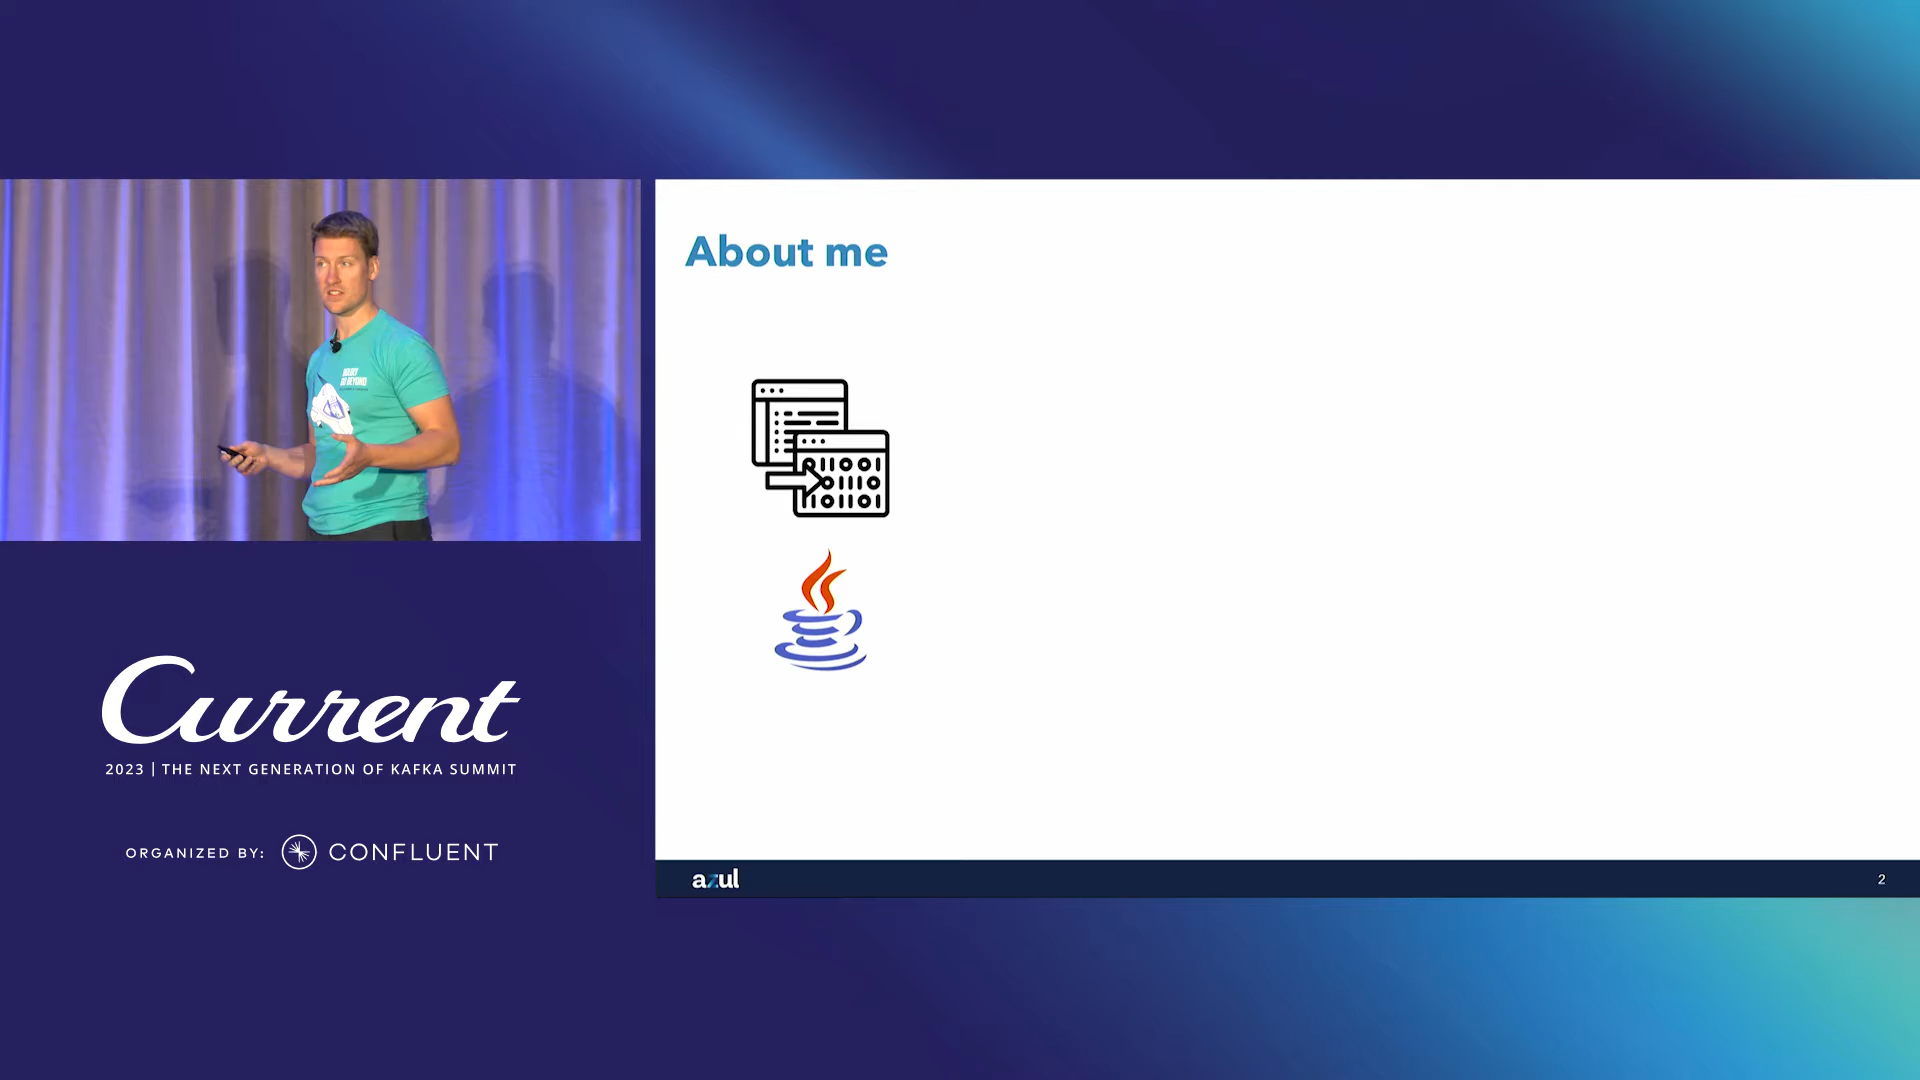 About me
Current
2023 | THE NEXT GENERATION OF KAFKA SUMMIT
ORGANIZED BY: CONFLUENT
azul
2